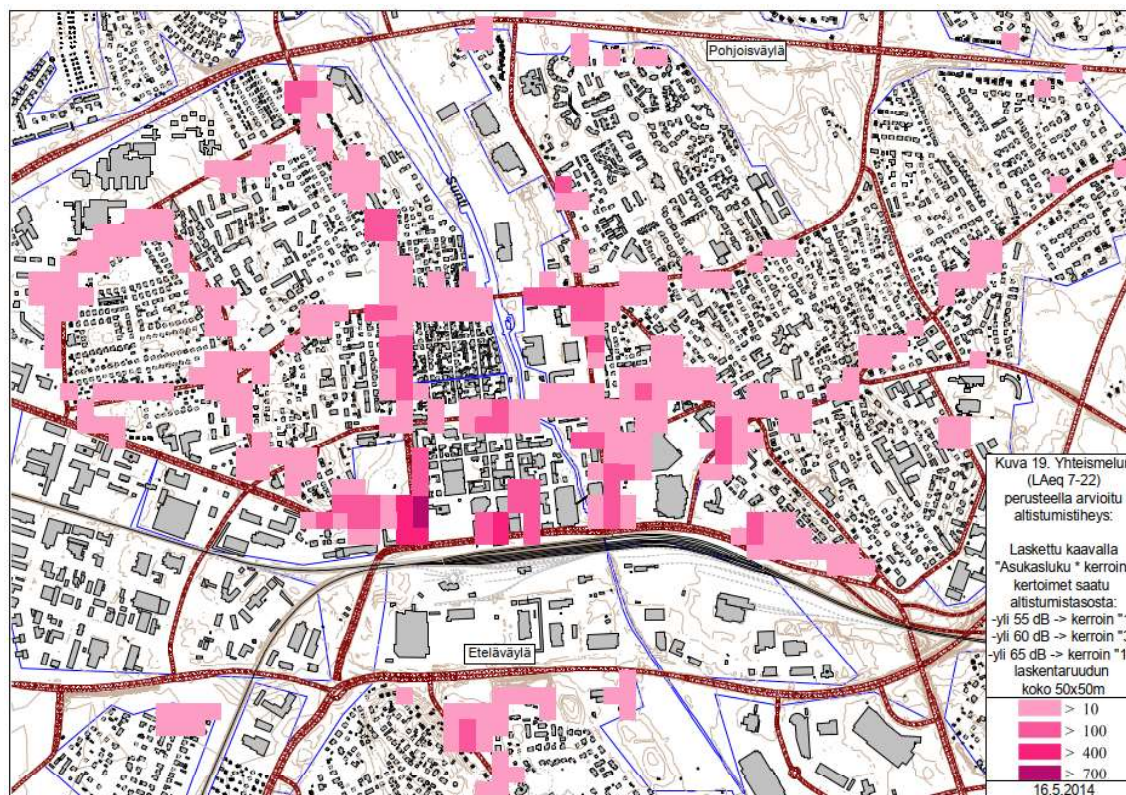 Pohjoisväylä
Suuli
Eteläväylä
Kuva 19. Yhteismelun
(LAeq 7-22)
perusteella arvioitu
altistumistiheys:
Laskettu kaavalla
"Asukasluku * kerroin
kertoimet saatu
altistumistasosta:
-yli 55 dB -> kerroin
-yli 60 dB -> kerroin
-yli 65 dB -> kerroin
laskentaruudun
koko 50x50m
> 10
> 100
> 400
> 700
16.5.2014